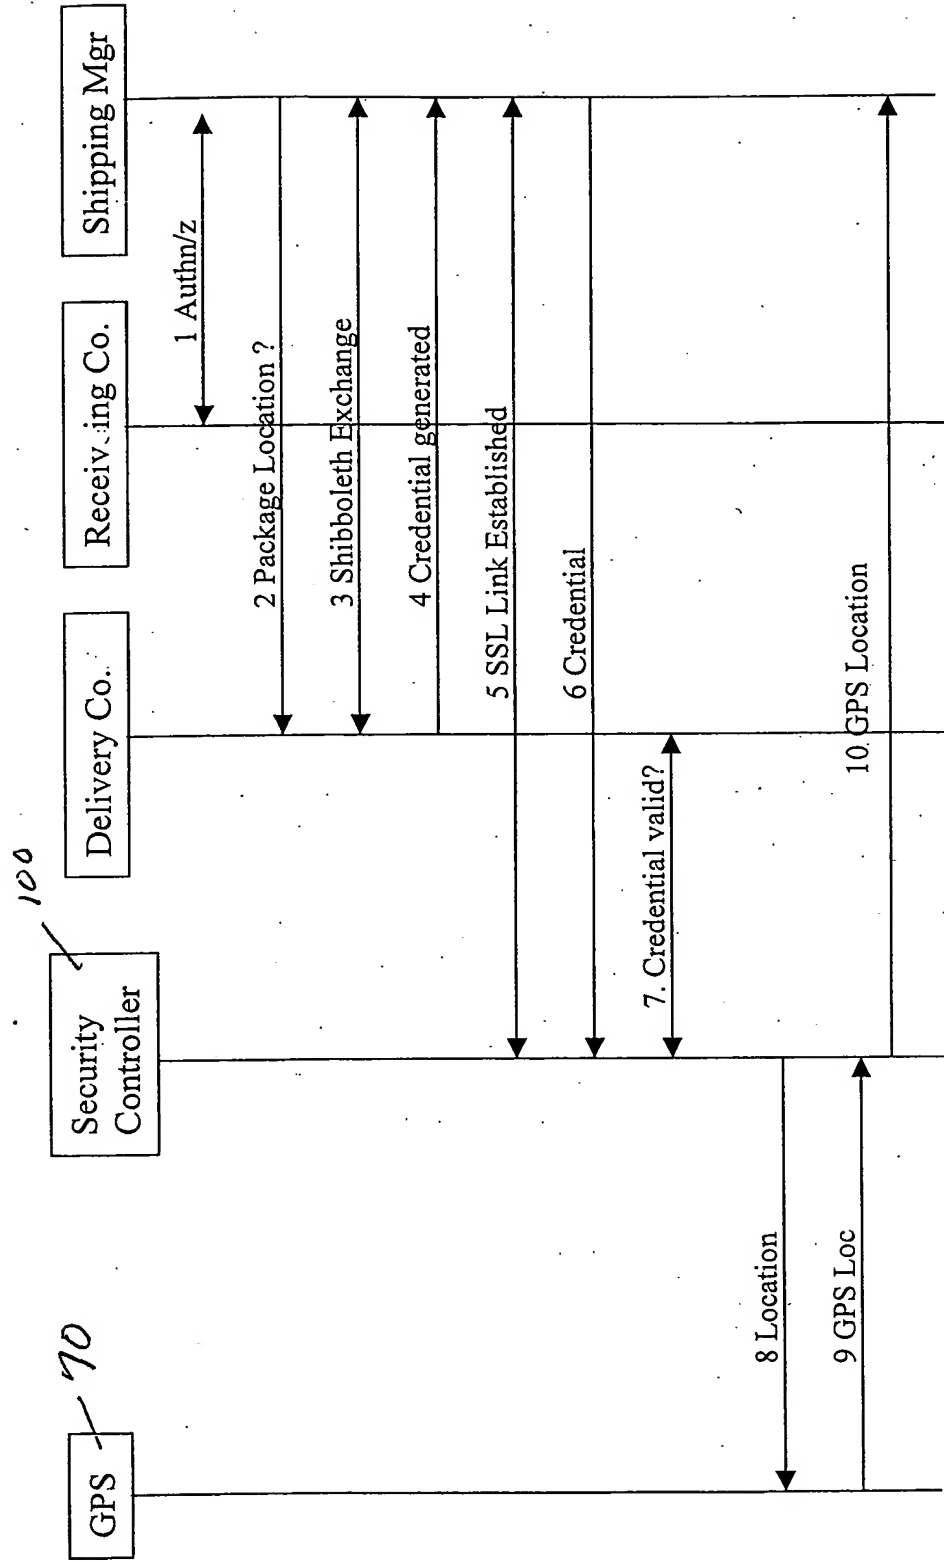 GPS
70
Security
Controller
100
Delivery Co.
Receiving Co.
Shipping Mgr
1 Authn/z
2 Package Location ?
3 Shibboleth Exchange
4 Credential generated
5 SSL Link Established
6 Credential
7. Credential valid?
8 Location
9 GPS Loc
10 GPS Location